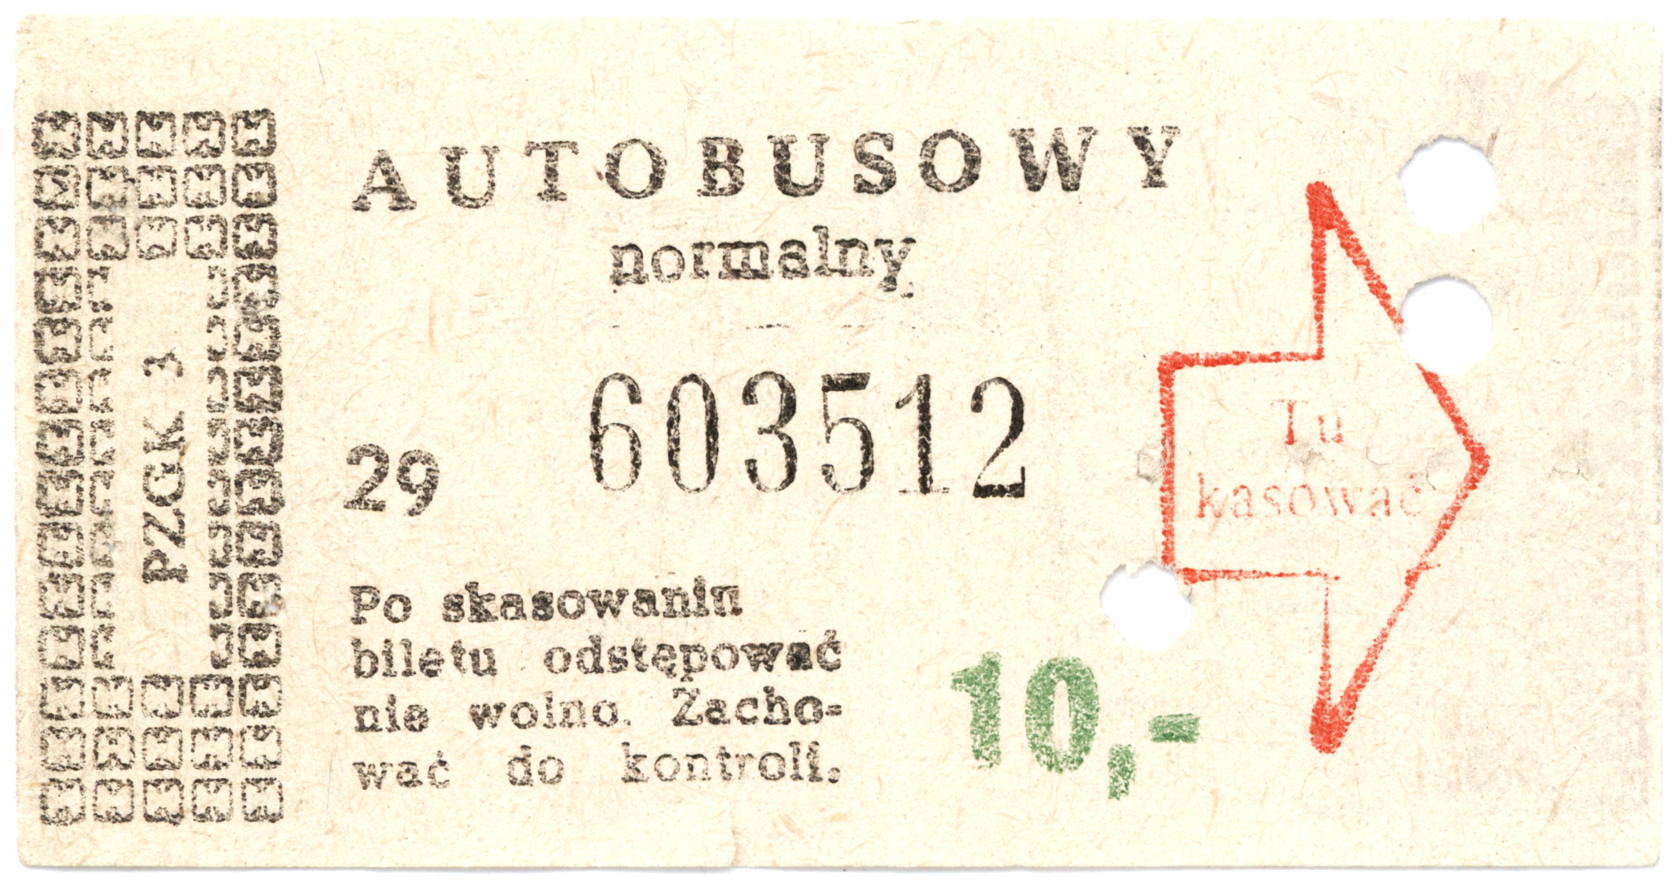 AUTOBUSOWY
normalny
603512
29
PZGK 3
Tu
kasować
Po skasowaniu
biletu odstępować
nie wolno. Zacho-
wać do kontroli.
10,-